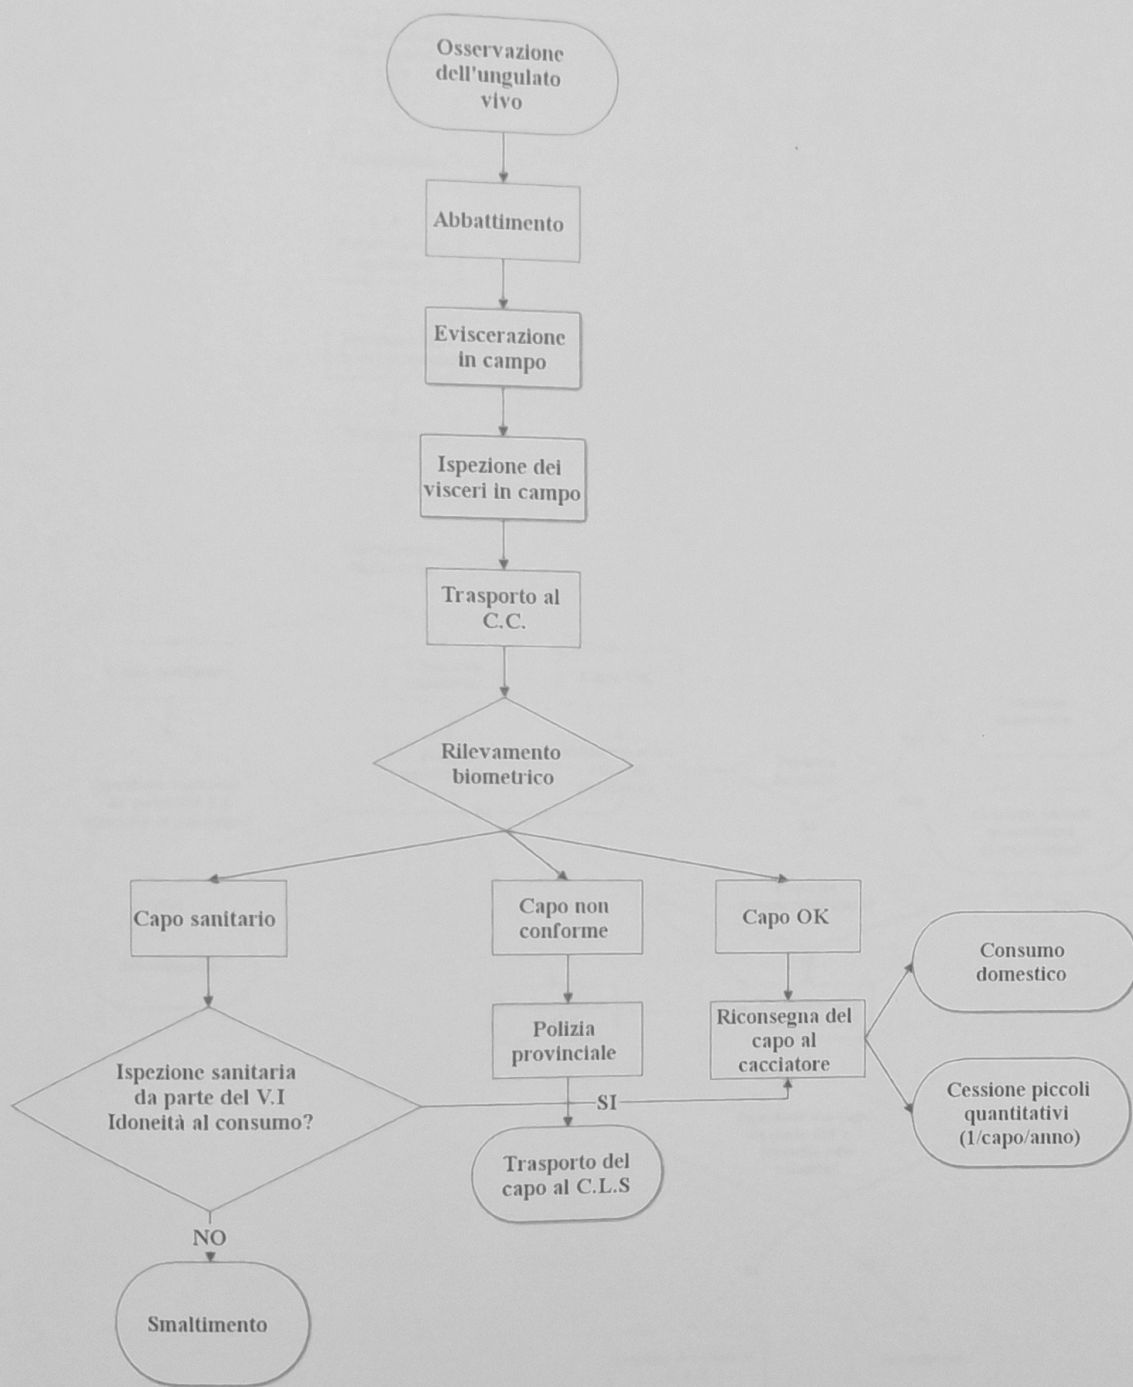 Osservazione
dell'ungulato
vivo
Abbattimento
Eviscerazione
in campo
Ispezione dei
visceri in campo
Trasporto al
C.C.
Rilevamento
biometrico
Capo sanitario
Capo non
conforme
Capo OK
Consumo
domestico
Ispezione sanitaria
da parte del V.I
Idoneità al consumo?
Polizia
provinciale
Riconsegna del
capo al
cacciatore
Cessione piccoli
quantitativi
(1/capo/anno)
SI
Trasporto del
capo al C.L.S
NO
Smaltimento